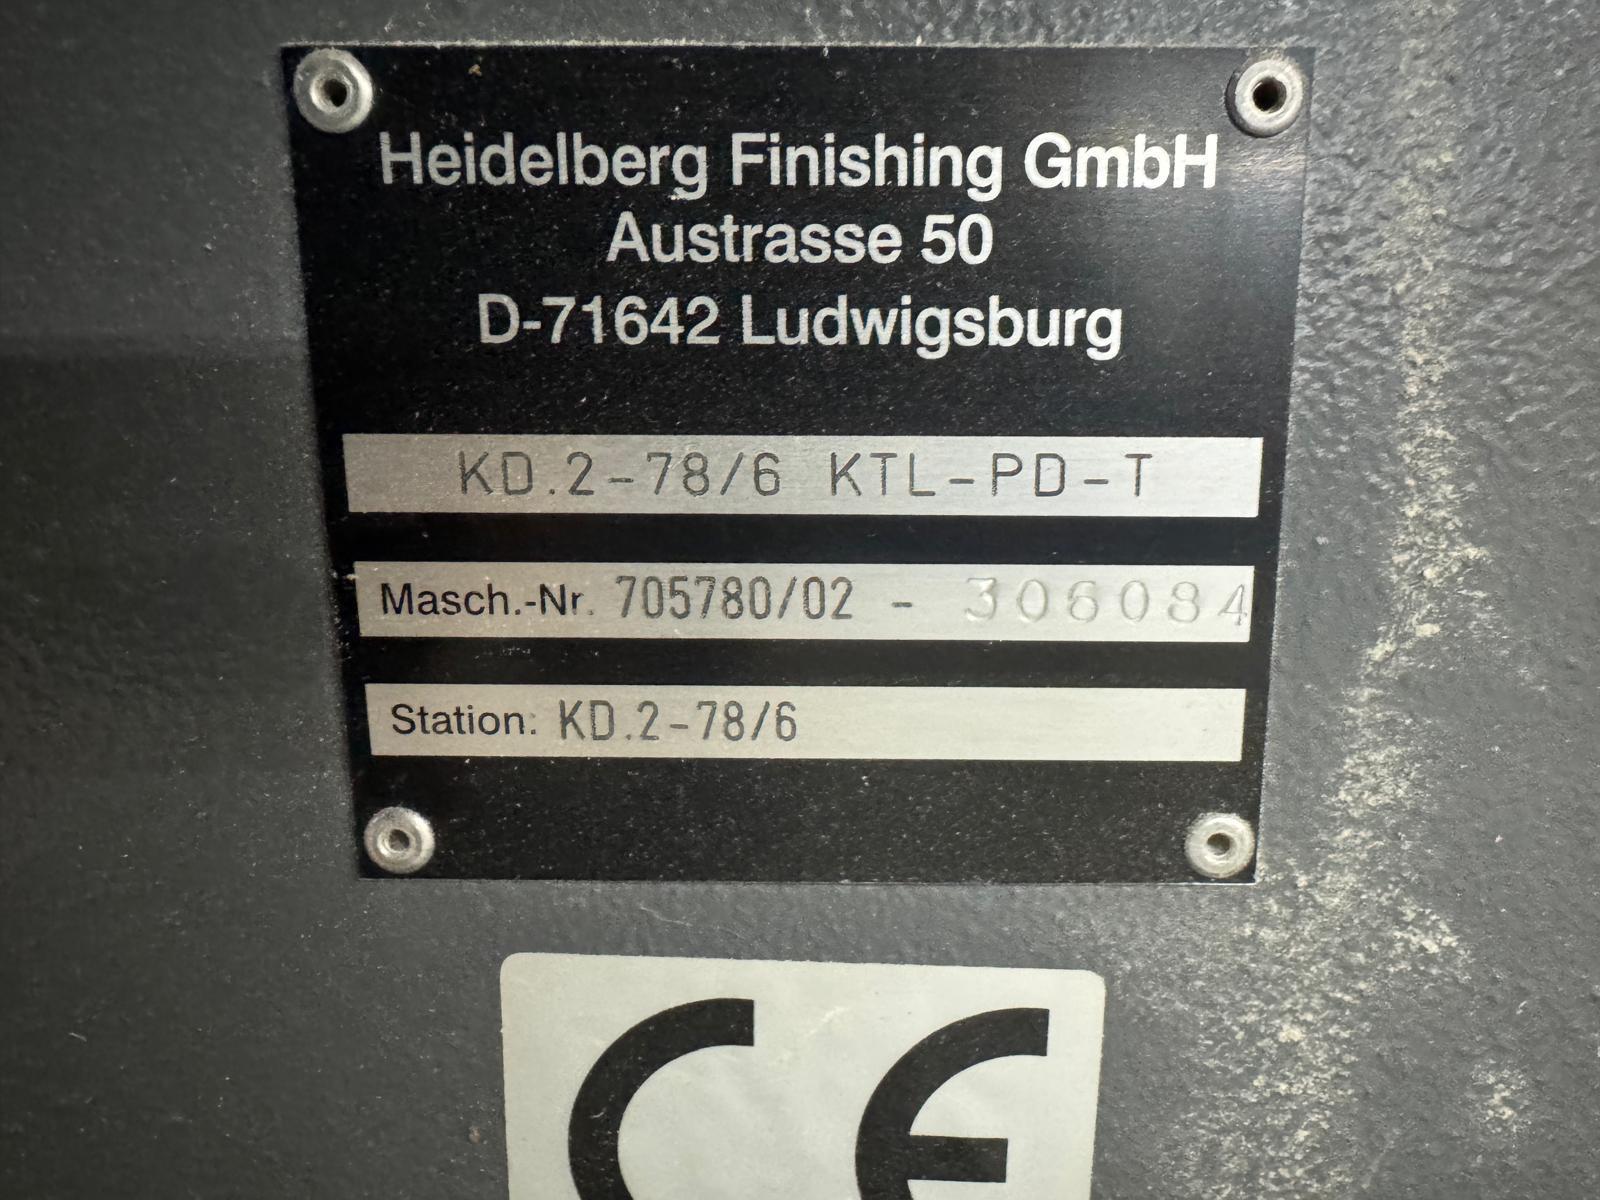 Heidelberg Finishing GmbH
Austrasse 50
D-71642 Ludwigsburg
KD.2-78/6 KTL-PD-T
Masch.-Nr. 705780/02 - 306084
Station: KD.2-78/6
CE